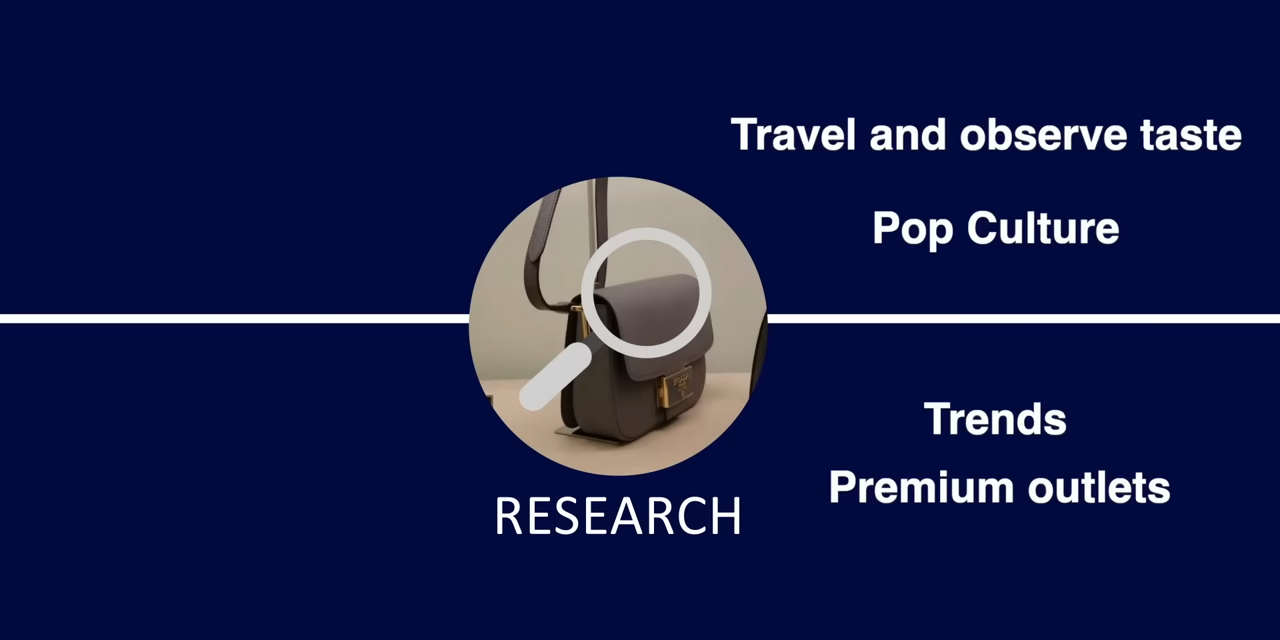 Travel and observe taste
Pop Culture
Trends
Premium outlets
RESEARCH